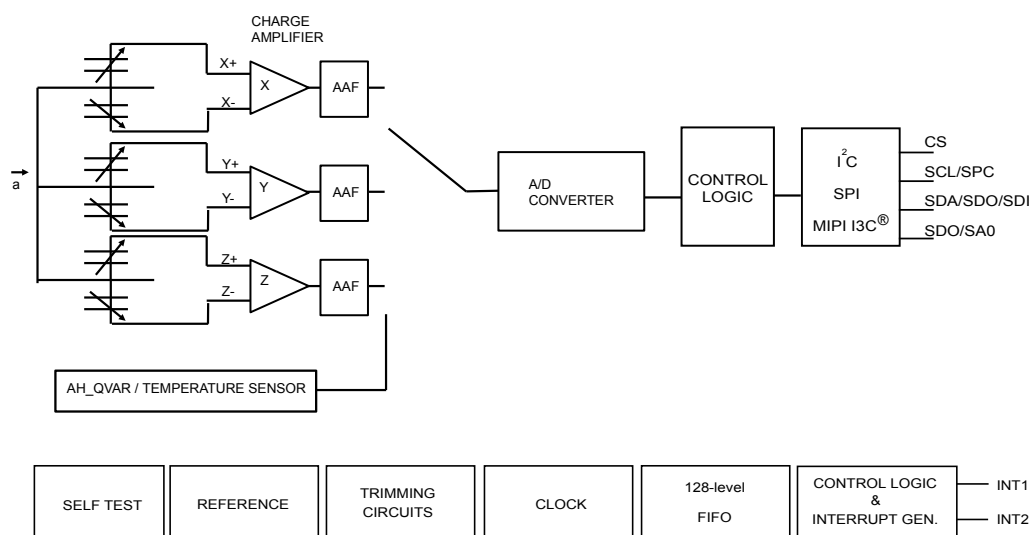 CHARGE
AMPLIFIER
X+
X
X-
AAF
a
Y+
Y
Y-
AAF
Z+
Z
Z-
AAF
A/D
CONVERTER
CONTROL
LOGIC
I²C
SPI
MIPI I3C®
CS
SCL/SPC
SDA/SDO/SDI
SDO/SA0
AH_QVAR / TEMPERATURE SENSOR
SELF TEST
REFERENCE
TRIMMING
CIRCUITS
CLOCK
128-level
FIFO
CONTROL LOGIC
&
INTERRUPT GEN.
INT1
INT2